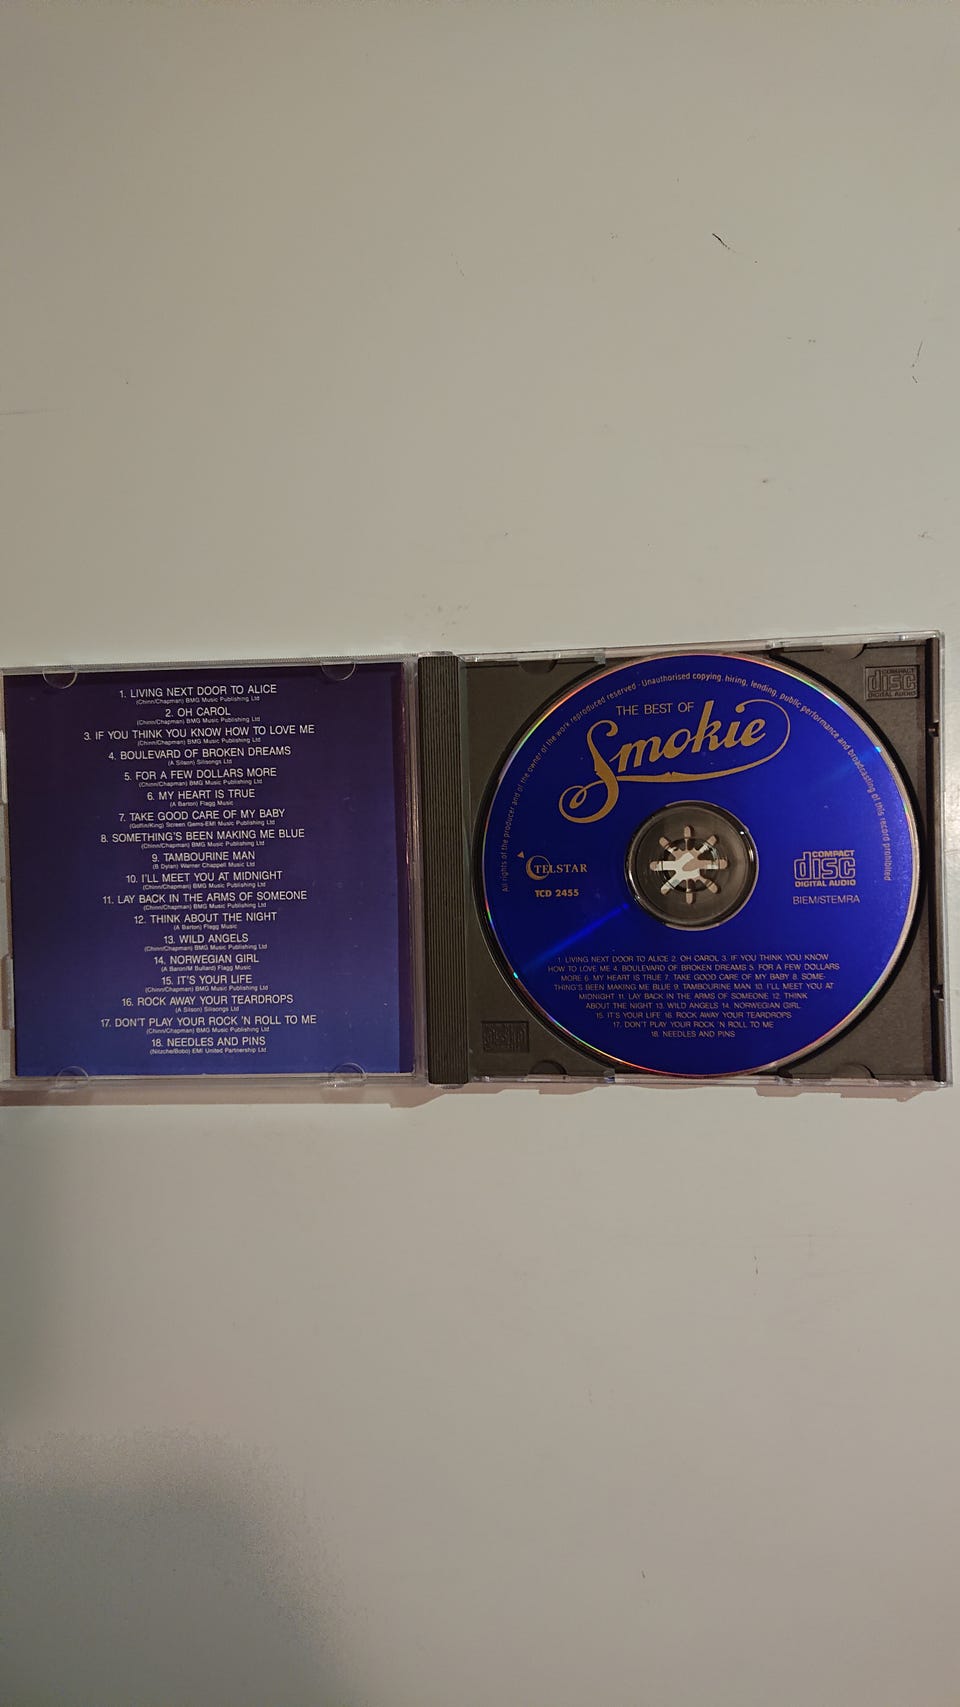 1. LIVING NEXT DOOR TO ALICE
(Chinn/Chapman) BMG Music Publishing Ltd
2. OH CAROL
(Chinn/Chapman) BMG Music Publishing Ltd
3. IF YOU THINK YOU KNOW HOW TO LOVE ME
(Chinn/Chapman) BMG Music Publishing Ltd
4. BOULEVARD OF BROKEN DREAMS
(A Silson) Silsongs Ltd
5. FOR A FEW DOLLARS MORE
(Chinn/Chapman) BMG Music Publishing Ltd
6. MY HEART IS TRUE
(A Barton) Flagg Music
7. TAKE GOOD CARE OF MY BABY
(Goffin/King) Screen Gems-EMI Music Publishing Ltd
8. SOMETHING'S BEEN MAKING ME BLUE
(Chinn/Chapman) BMG Music Publishing Ltd
9. TAMBOURINE MAN
(B Dylan) Warner Chappell Music Ltd
10. I'LL MEET YOU AT MIDNIGHT
(Chinn/Chapman) BMG Music Publishing Ltd
11. LAY BACK IN THE ARMS OF SOMEONE
(Chinn/Chapman) BMG Music Publishing Ltd
12. THINK ABOUT THE NIGHT
(A Barton) Flagg Music
13. WILD ANGELS
(Chinn/Chapman) BMG Music Publishing Ltd
14. NORWEGIAN GIRL
(A Baron/M Bullard) Flagg Music
15. IT'S YOUR LIFE
(Chinn/Chapman) BMG Music Publishing Ltd
16. ROCK AWAY YOUR TEARDROPS
(A Silson) Silsongs Ltd
17. DON'T PLAY YOUR ROCK 'N ROLL TO ME
(Chinn/Chapman) BMG Music Publishing Ltd
18. NEEDLES AND PINS
(Nitzche/Bobo) EMI United Partnership Ltd
All rights of the producer and of the owner of the work reproduced reserved - Unauthorised copying, hiring, lending, public performance and broadcasting of this record prohibited
THE BEST OF
Smokie
TELSTAR
TCD 2455
COMPACT
disc
DIGITAL AUDIO
BIEM/STEMRA
1. LIVING NEXT DOOR TO ALICE 2. OH CAROL 3. IF YOU THINK YOU KNOW
HOW TO LOVE ME 4. BOULEVARD OF BROKEN DREAMS 5. FOR A FEW DOLLARS
MORE 6. MY HEART IS TRUE 7. TAKE GOOD CARE OF MY BABY 8. SOME-
THING'S BEEN MAKING ME BLUE 9. TAMBOURINE MAN 10. I'LL MEET YOU AT
MIDNIGHT 11. LAY BACK IN THE ARMS OF SOMEONE 12. THINK
ABOUT THE NIGHT 13. WILD ANGELS 14. NORWEGIAN GIRL
15. IT'S YOUR LIFE 16. ROCK AWAY YOUR TEARDROPS
17. DON'T PLAY YOUR ROCK 'N ROLL TO ME
18. NEEDLES AND PINS
COMPACT
disc
DIGITAL AUDIO